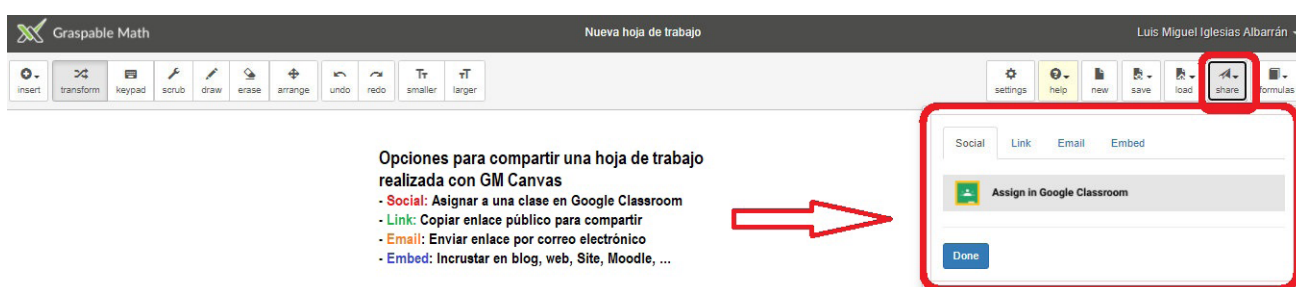 Graspable Math
Nueva hoja de trabajo
Luis Miguel Iglesias Albarrán
insert
transform
keypad
scrub
draw
erase
arrange
undo
redo
smaller
larger
settings
help
new
save
load
share
formulas
Opciones para compartir una hoja de trabajo
realizada con GM Canvas
- Social: Asignar a una clase en Google Classroom
- Link: Copiar enlace público para compartir
- Email: Enviar enlace por correo electrónico
- Embed: Incrustar en blog, web, Site, Moodle, ...
Social Link Email Embed
Assign in Google Classroom
Done